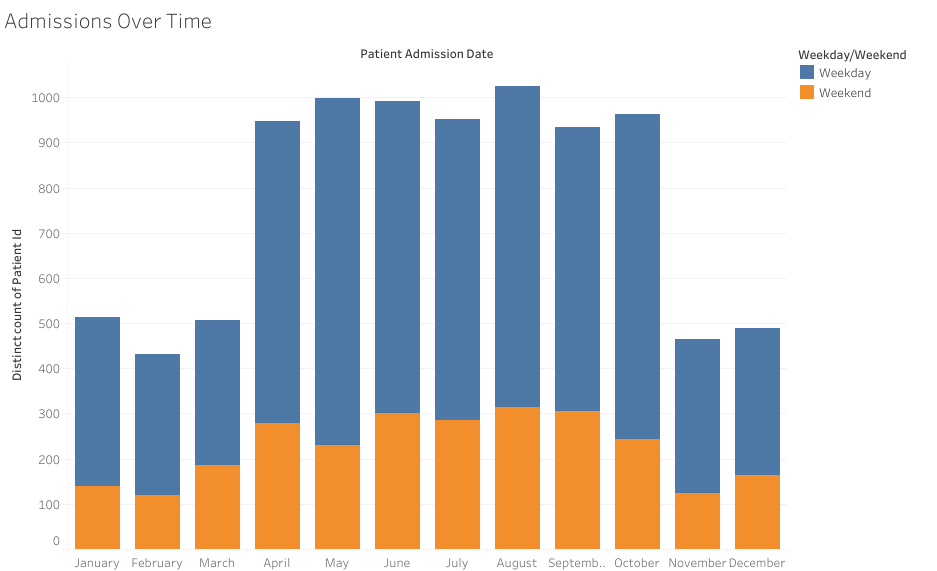 Admissions Over Time
Patient Admission Date
Weekday/Weekend
Weekday
Weekend
Distinct count of Patient Id
1000
900
800
700
600
500
400
300
200
100
0
January February March April May June July August Septemb.. October November December